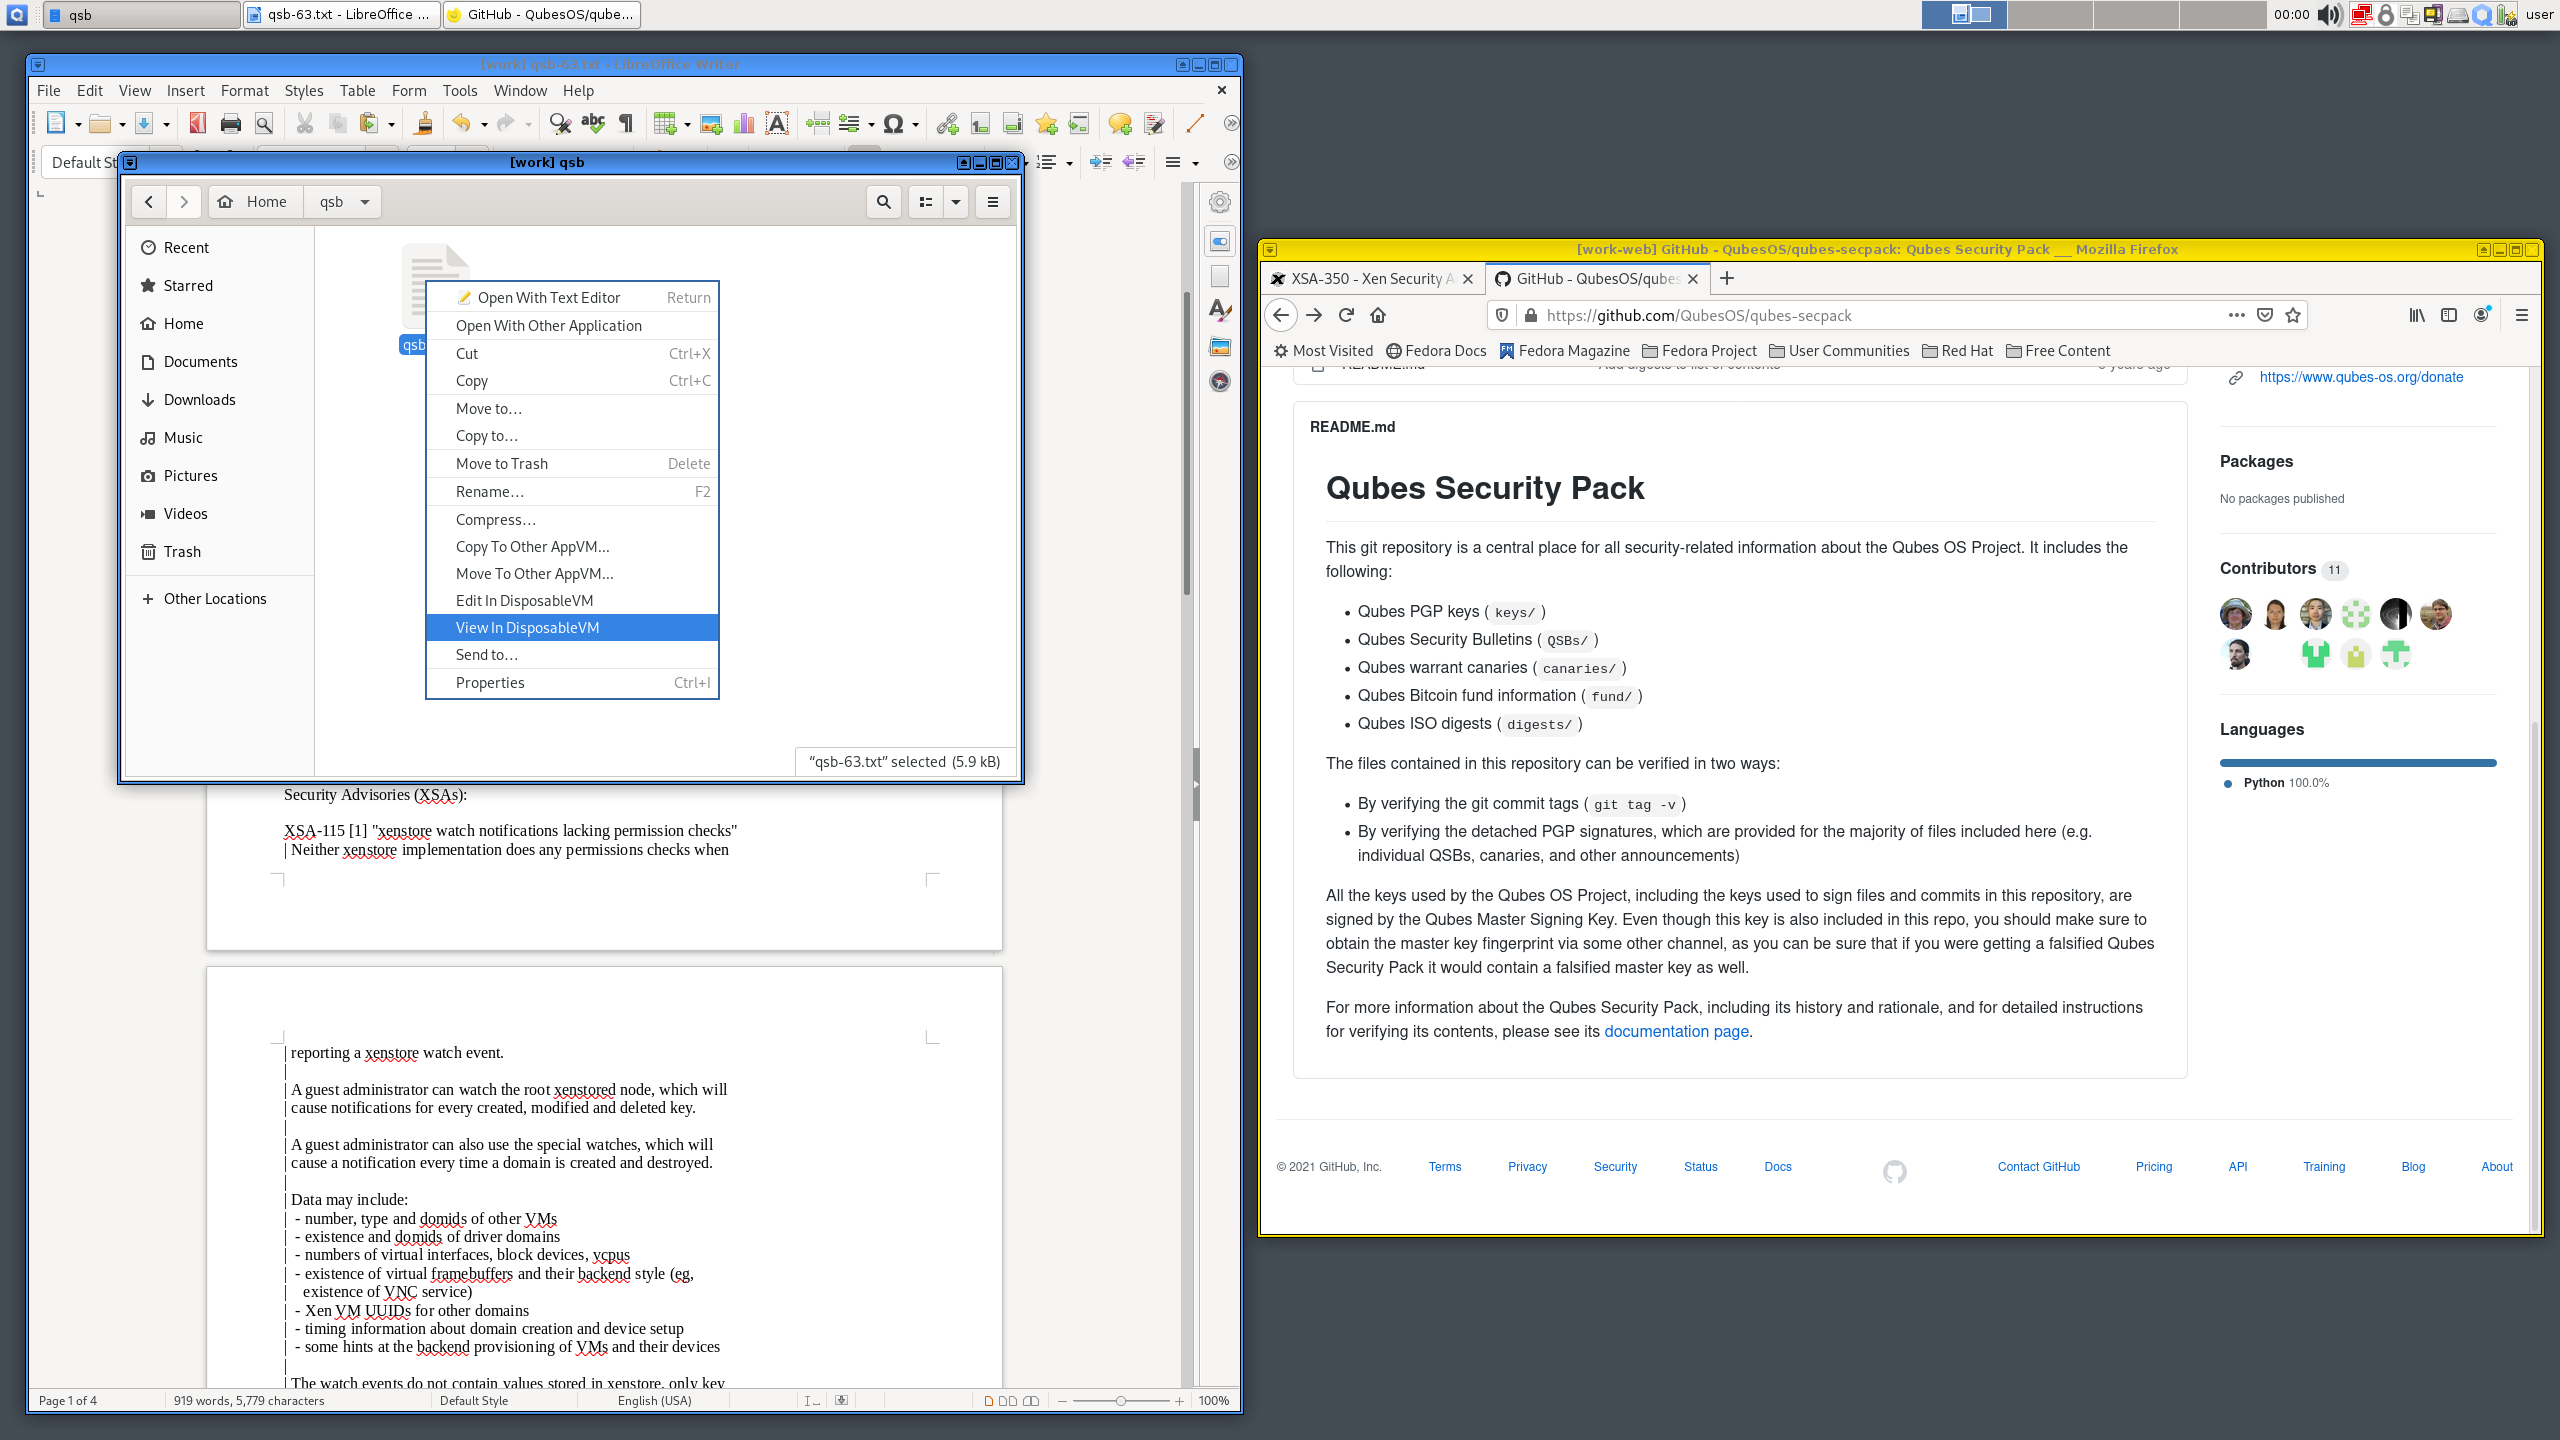 qsb
qsb-63.txt - LibreOffice ...
GitHub - QubesOS/qube...
00:00
user
[work] qsb-63.txt - LibreOffice Writer
File Edit View Insert Format Styles Table Form Tools Window Help
Default St
[work] qsb
Home qsb
Recent
Starred
Home
Documents
Downloads
Music
Pictures
Videos
Trash
Other Locations
qsb
Open With Text Editor Return
Open With Other Application
Cut Ctrl+X
Copy Ctrl+C
Move to…
Copy to…
Move to Trash Delete
Rename… F2
Compress…
Copy To Other AppVM...
Move To Other AppVM...
Edit In DisposableVM
View In DisposableVM
Send to…
Properties Ctrl+I
“qsb-63.txt” selected (5.9 kB)
Security Advisories (XSAs):
XSA-115 [1] "xenstore watch notifications lacking permission checks"
| Neither xenstore implementation does any permissions checks when
| reporting a xenstore watch event.
|
| A guest administrator can watch the root xenstored node, which will
| cause notifications for every created, modified and deleted key.
|
| A guest administrator can also use the special watches, which will
| cause a notification every time a domain is created and destroyed.
|
| Data may include:
| - number, type and domids of other VMs
| - existence and domids of driver domains
| - numbers of virtual interfaces, block devices, vcpus
| - existence of virtual framebuffers and their backend style (eg,
| existence of VNC service)
| - Xen VM UUIDs for other domains
| - timing information about domain creation and device setup
| - some hints at the backend provisioning of VMs and their devices
|
| The watch events do not contain values stored in xenstore, only key
Page 1 of 4 919 words, 5,779 characters Default Style English (USA) 100%
[work-web] GitHub - QubesOS/qubes-secpack: Qubes Security Pack __ Mozilla Firefox
XSA-350 - Xen Security A
GitHub - QubesOS/qubes
https://github.com/QubesOS/qubes-secpack
Most Visited Fedora Docs Fedora Magazine Fedora Project User Communities Red Hat Free Content
README.md Add digests to list of contents years ago
https://www.qubes-os.org/donate
README.md
Qubes Security Pack
This git repository is a central place for all security-related information about the Qubes OS Project. It includes the
following:
• Qubes PGP keys ( keys/ )
• Qubes Security Bulletins ( QSBs/ )
• Qubes warrant canaries ( canaries/ )
• Qubes Bitcoin fund information ( fund/ )
• Qubes ISO digests ( digests/ )
The files contained in this repository can be verified in two ways:
• By verifying the git commit tags ( git tag -v )
• By verifying the detached PGP signatures, which are provided for the majority of files included here (e.g.
individual QSBs, canaries, and other announcements)
All the keys used by the Qubes OS Project, including the keys used to sign files and commits in this repository, are
signed by the Qubes Master Signing Key. Even though this key is also included in this repo, you should make sure to
obtain the master key fingerprint via some other channel, as you can be sure that if you were getting a falsified Qubes
Security Pack it would contain a falsified master key as well.
For more information about the Qubes Security Pack, including its history and rationale, and for detailed instructions
for verifying its contents, please see its documentation page.
Packages
No packages published
Contributors 11
Languages
Python 100.0%
© 2021 GitHub, Inc. Terms Privacy Security Status Docs Contact GitHub Pricing API Training Blog About